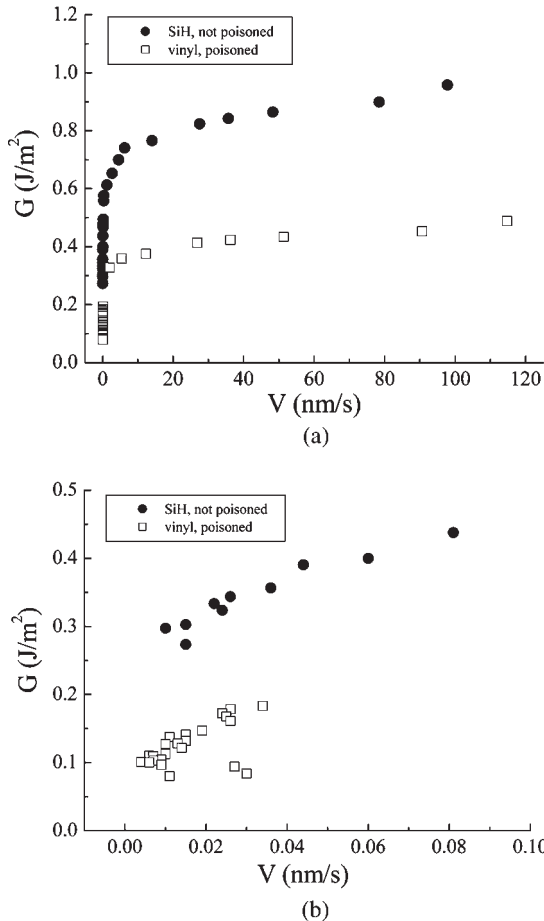 1.2
SiH, not poisoned
vinyl, poisoned
1.0
0.8
0.6
0.4
0.2
0.0
G (J/m²)
0 20 40 60 80 100 120
V (nm/s)
(a)
0.5
SiH, not poisoned
vinyl, poisoned
0.4
0.3
0.2
0.1
0.0
G (J/m²)
0.00 0.02 0.04 0.06 0.08 0.10
V (nm/s)
(b)